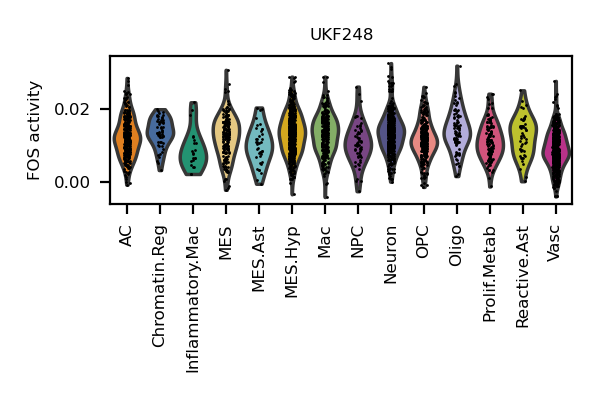 UKF248
FOS activity
0.02
0.00
AC
Chromatin.Reg
Inflammatory.Mac
MES
MES.Ast
MES.Hyp
Mac
NPC
Neuron
OPC
Oligo
Prolif.Metab
Reactive.Ast
Vasc